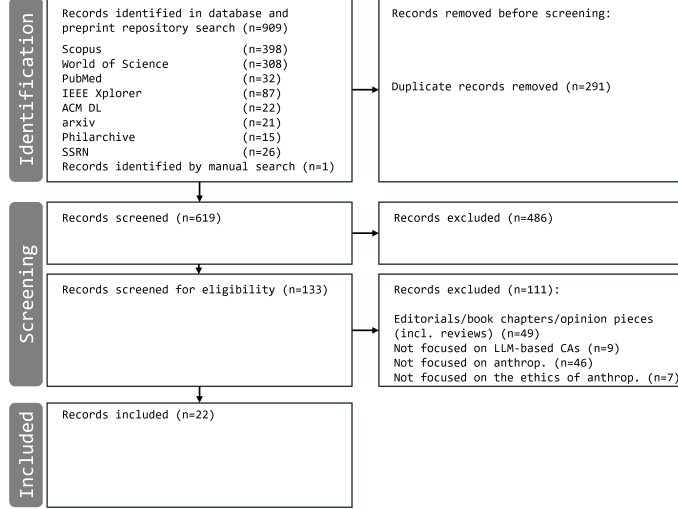 Identification
Records identified in database and
preprint repository search (n=909)
Scopus (n=398)
World of Science (n=308)
PubMed (n=32)
IEEE Xplorer (n=87)
ACM DL (n=22)
arxiv (n=21)
Philarchive (n=15)
SSRN (n=26)
Records identified by manual search (n=1)
Records removed before screening:
Duplicate records removed (n=291)
Screening
Records screened (n=619)
Records excluded (n=486)
Records screened for eligibility (n=133)
Records excluded (n=111):
Editorials/book chapters/opinion pieces
(incl. reviews) (n=49)
Not focused on LLM-based CAs (n=9)
Not focused on anthrop. (n=46)
Not focused on the ethics of anthrop. (n=7)
Included
Records included (n=22)